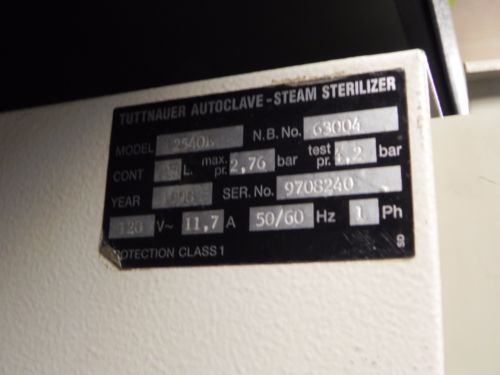 TUTTNAUER AUTOCLAVE - STEAM STERILIZER
MODEL N.B. No. 63004
CONT L. max. pr. 2,76 bar test pr. bar
YEAR SER. No. 9708240
120 V~ 11,7 A 50/60 Hz 1 Ph
PROTECTION CLASS 1